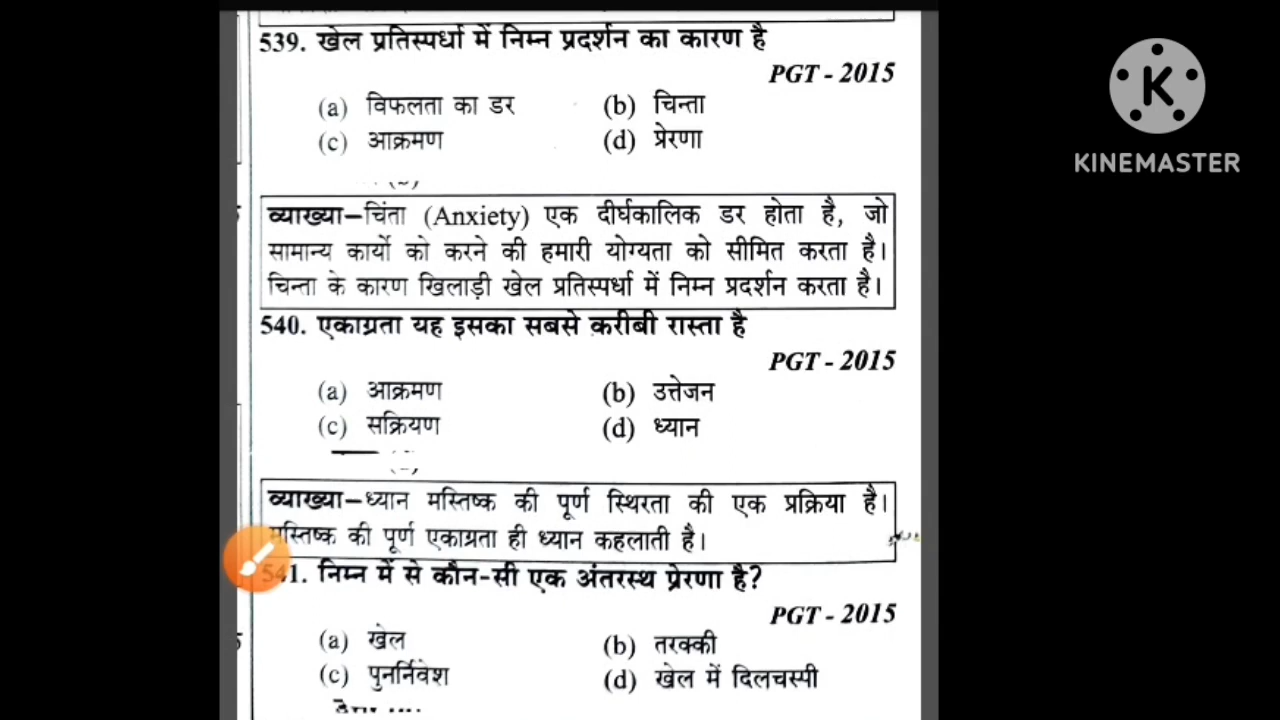 539. खेल प्रतिस्पर्धा में निम्न प्रदर्शन का कारण है
PGT - 2015
(a) विफलता का डर (b) चिन्ता
(c) आक्रमण (d) प्रेरणा
व्याख्या–चिंता (Anxiety) एक दीर्घकालिक डर होता है, जो
सामान्य कार्यो को करने की हमारी योग्यता को सीमित करता है।
चिन्ता के कारण खिलाड़ी खेल प्रतिस्पर्धा में निम्न प्रदर्शन करता है।
540. एकाग्रता यह इसका सबसे क़रीबी रास्ता है
PGT - 2015
(a) आक्रमण (b) उत्तेजन
(c) सक्रियण (d) ध्यान
व्याख्या–ध्यान मस्तिष्क की पूर्ण स्थिरता की एक प्रक्रिया है।
मस्तिष्क की पूर्ण एकाग्रता ही ध्यान कहलाती है।
541. निम्न में से कौन-सी एक अंतरस्थ प्रेरणा है?
PGT - 2015
(a) खेल (b) तरक्की
(c) पुनर्निवेश (d) खेल में दिलचस्पी
K
KINEMASTER